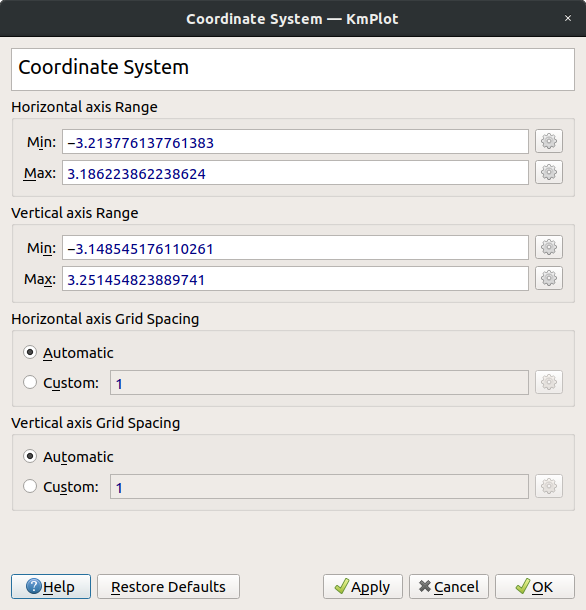 Coordinate System — KmPlot
Coordinate System
Horizontal axis Range
Min: −3.213776137761383
Max: 3.186223862238624
Vertical axis Range
Min: −3.148545176110261
Max: 3.251454823889741
Horizontal axis Grid Spacing
Automatic
Custom: 1
Vertical axis Grid Spacing
Automatic
Custom: 1
Help Restore Defaults Apply Cancel OK